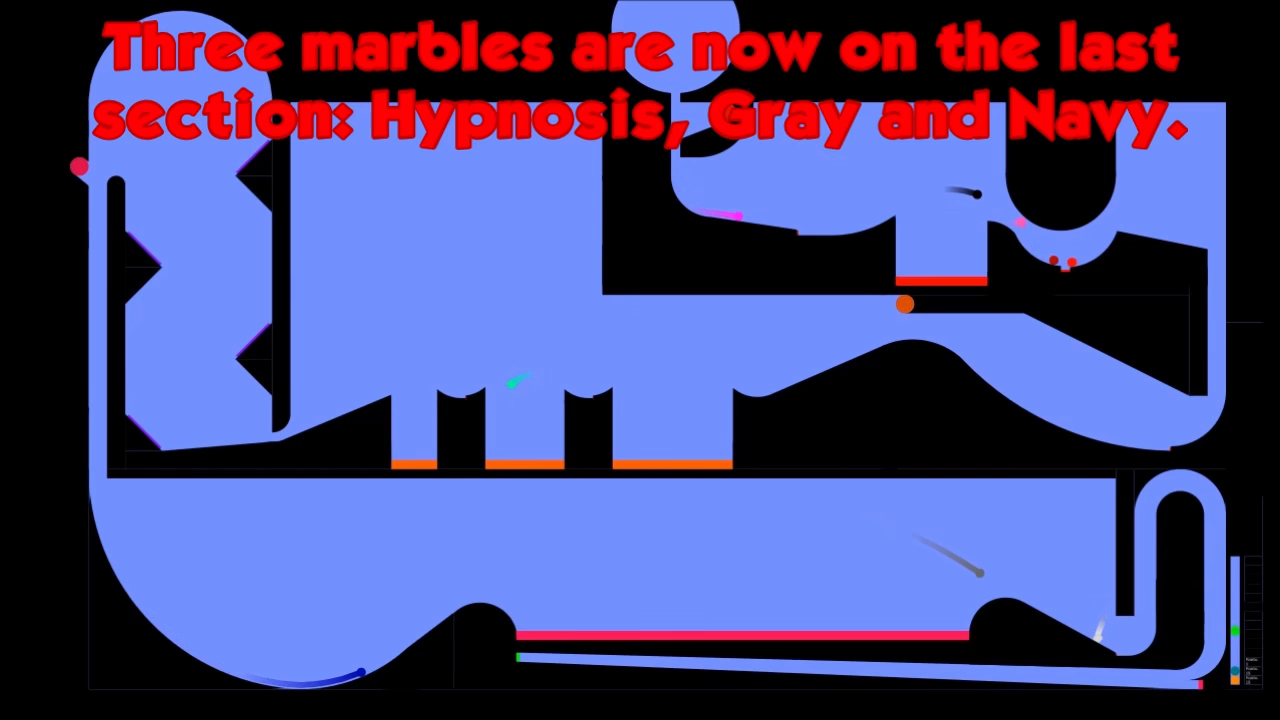 Three marbles are now on the last
section: Hypnosis, Gray and Navy.